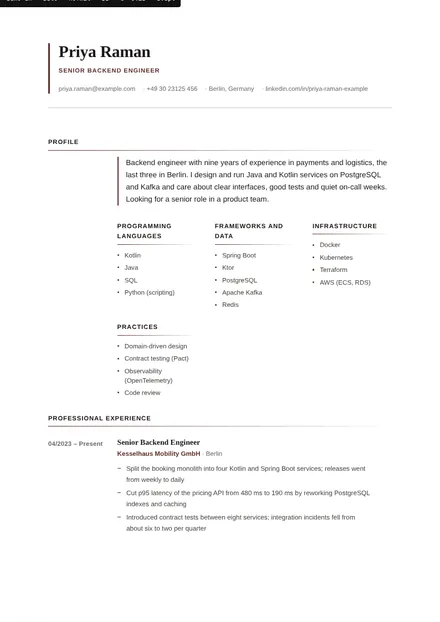 Priya Raman
SENIOR BACKEND ENGINEER
priya.raman@example.com · +49 30 23125 456 · Berlin, Germany · linkedin.com/in/priya-raman-example
PROFILE
Backend engineer with nine years of experience in payments and logistics, the
last three in Berlin. I design and run Java and Kotlin services on PostgreSQL
and Kafka and care about clear interfaces, good tests and quiet on-call weeks.
Looking for a senior role in a product team.
PROGRAMMING
LANGUAGES
• Kotlin
• Java
• SQL
• Python (scripting)
FRAMEWORKS AND
DATA
• Spring Boot
• Ktor
• PostgreSQL
• Apache Kafka
• Redis
INFRASTRUCTURE
• Docker
• Kubernetes
• Terraform
• AWS (ECS, RDS)
PRACTICES
• Domain-driven design
• Contract testing (Pact)
• Observability
(OpenTelemetry)
• Code review
PROFESSIONAL EXPERIENCE
04/2023 – Present
Senior Backend Engineer
Kesselhaus Mobility GmbH · Berlin
– Split the booking monolith into four Kotlin and Spring Boot services; releases went
from weekly to daily
– Cut p95 latency of the pricing API from 480 ms to 190 ms by reworking PostgreSQL
indexes and caching
– Introduced contract tests between eight services; integration incidents fell from
about six to two per quarter